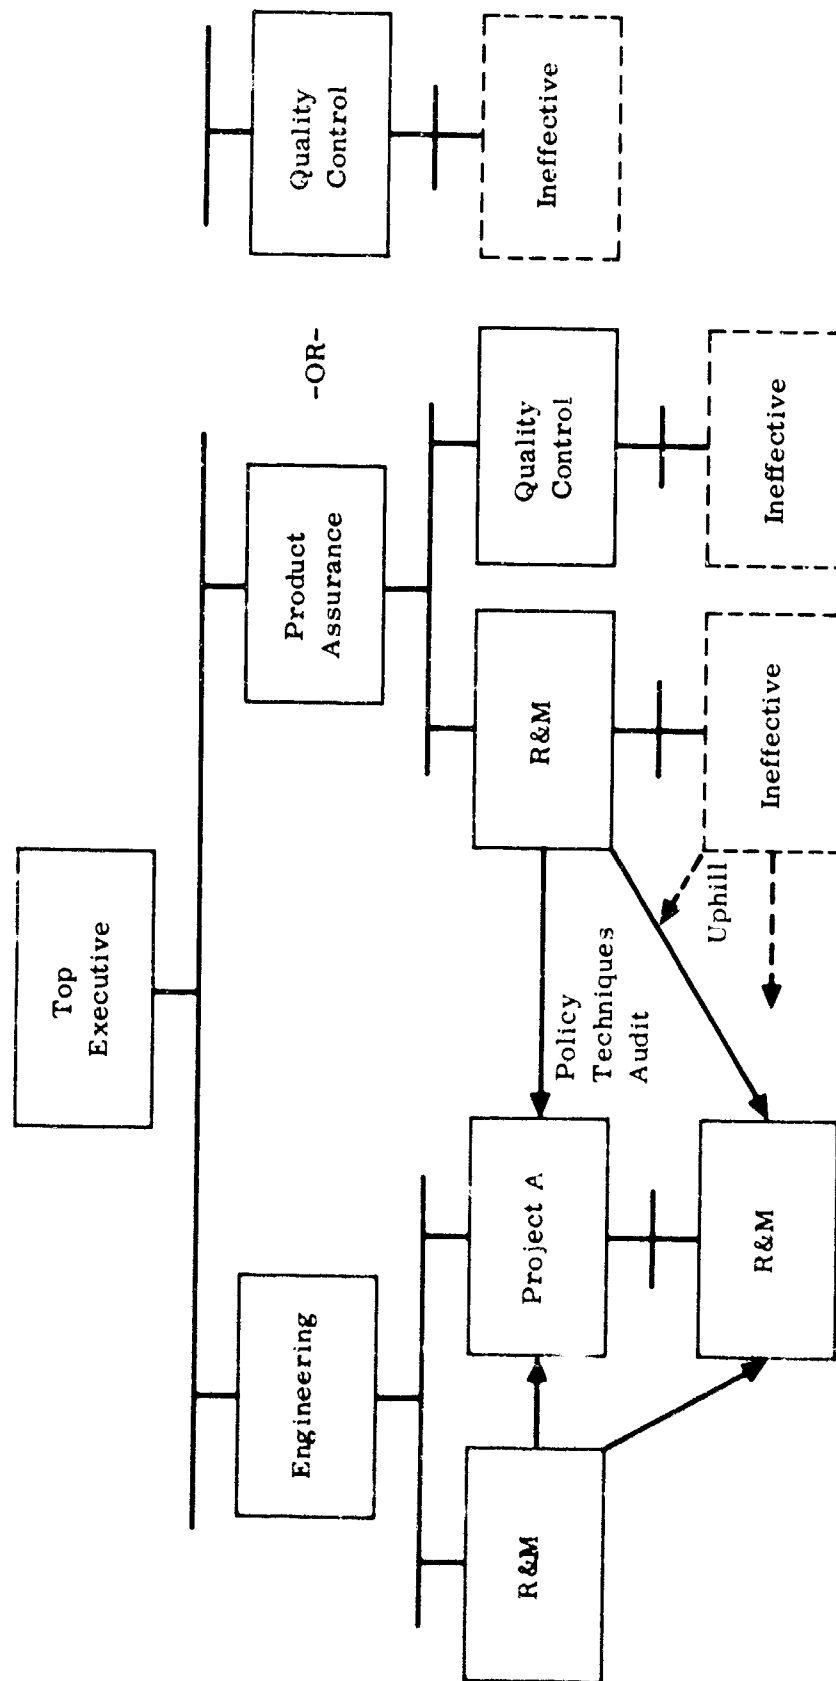 Top
Executive
Engineering
Product
Assurance
-OR-
Quality
Control
R&M
Project A
Policy
Techniques
Audit
R&M
Quality
Control
Ineffective
R&M
Uphill
Ineffective
Ineffective